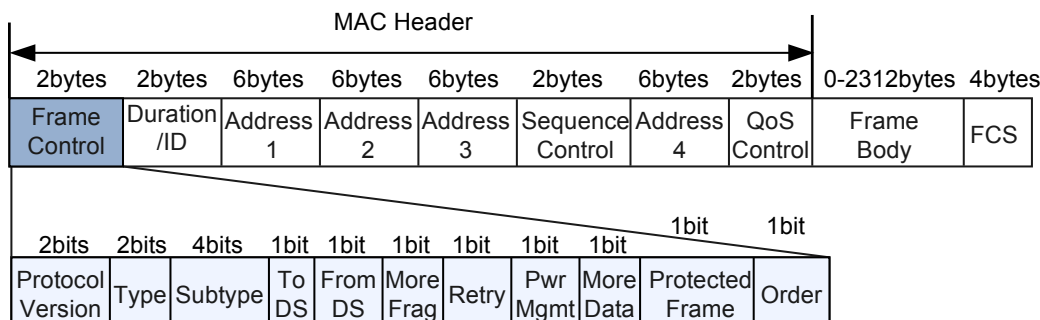 MAC Header
2bytes 2bytes 6bytes 6bytes 6bytes 2bytes 6bytes 2bytes 0-2312bytes 4bytes
Frame Control
Duration /ID
Address 1
Address 2
Address 3
Sequence Control
Address 4
QoS Control
Frame Body
FCS
2bits 2bits 4bits 1bit 1bit 1bit 1bit 1bit 1bit 1bit 1bit
Protocol Version
Type
Subtype
To DS
From DS
More Frag
Retry
Pwr Mgmt
More Data
Protected Frame
Order